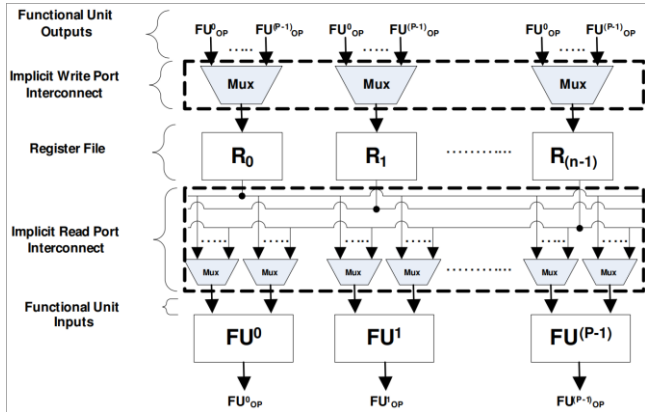 Functional Unit
Outputs
FU⁰OP FU⁽ᴾ⁻¹⁾OP FU⁰OP FU⁽ᴾ⁻¹⁾OP FU⁰OP FU⁽ᴾ⁻¹⁾OP
..... ..... .....
Implicit Write Port
Interconnect
Mux Mux Mux
Register File
R₀ R₁ ......... R₍ₙ₋₁₎
Implicit Read Port
Interconnect
..... ..... ..... ..... ..... .....
Mux Mux Mux Mux ......... Mux Mux
Functional Unit
Inputs
FU⁰ FU¹ FU⁽ᴾ⁻¹⁾
FU⁰OP FU¹OP FU⁽ᴾ⁻¹⁾OP